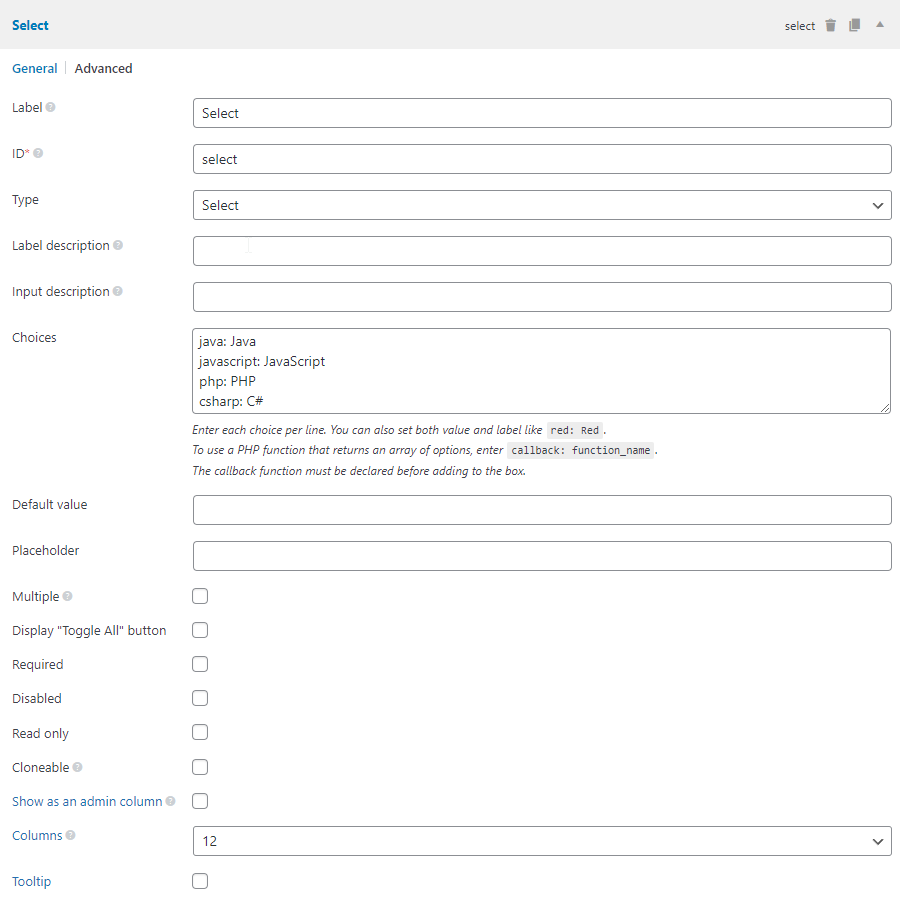 Select
select
General
Advanced
Label
Select
ID*
select
Type
Select
Label description
Input description
Choices
java: Java
javascript: JavaScript
php: PHP
csharp: C#
Enter each choice per line. You can also set both value and label like red: Red.
To use a PHP function that returns an array of options, enter callback: function_name.
The callback function must be declared before adding to the box.
Default value
Placeholder
Multiple
Display "Toggle All" button
Required
Disabled
Read only
Cloneable
Show as an admin column
Columns
12
Tooltip